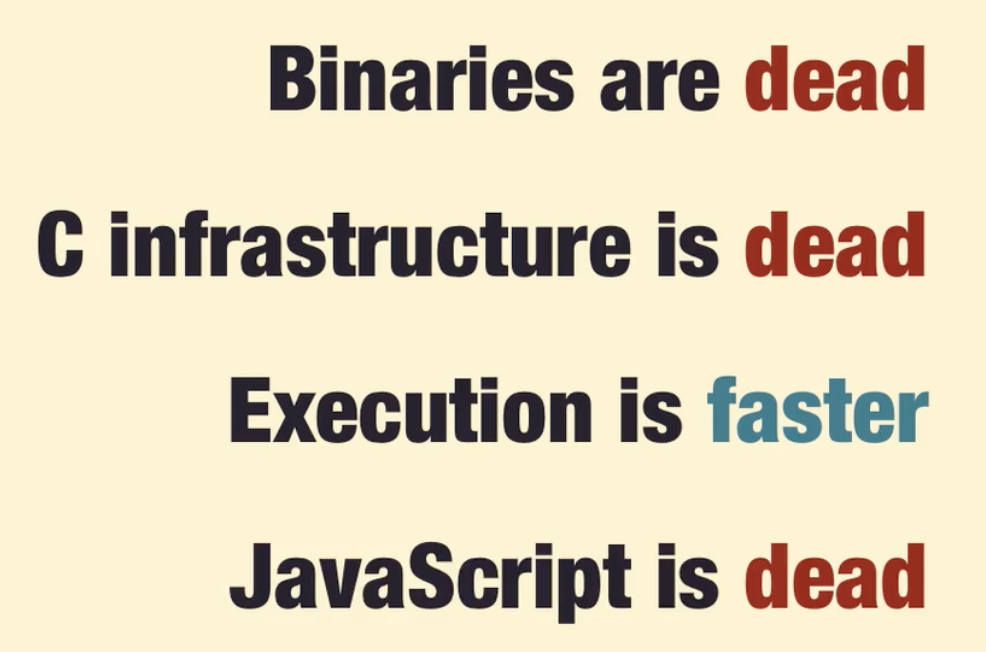 Binaries are dead
C infrastructure is dead
Execution is faster
JavaScript is dead